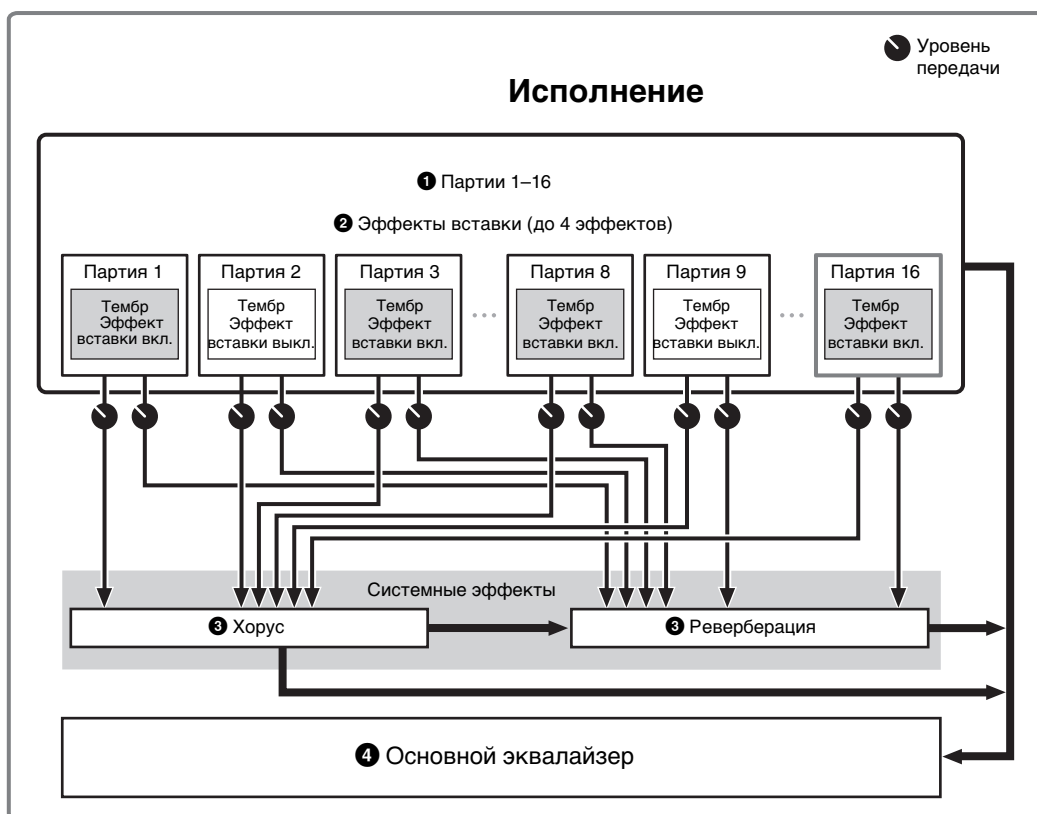 Уровень
передачи
Исполнение
❶ Партии 1–16
❷ Эффекты вставки (до 4 эффектов)
Партия 1
Тембр
Эффект
вставки вкл.
Партия 2
Тембр
Эффект
вставки выкл.
Партия 3
Тембр
Эффект
вставки вкл.
...
Партия 8
Тембр
Эффект
вставки вкл.
Партия 9
Тембр
Эффект
вставки выкл.
...
Партия 16
Тембр
Эффект
вставки вкл.
Системные эффекты
❸ Хорус
❸ Реверберация
❹ Основной эквалайзер